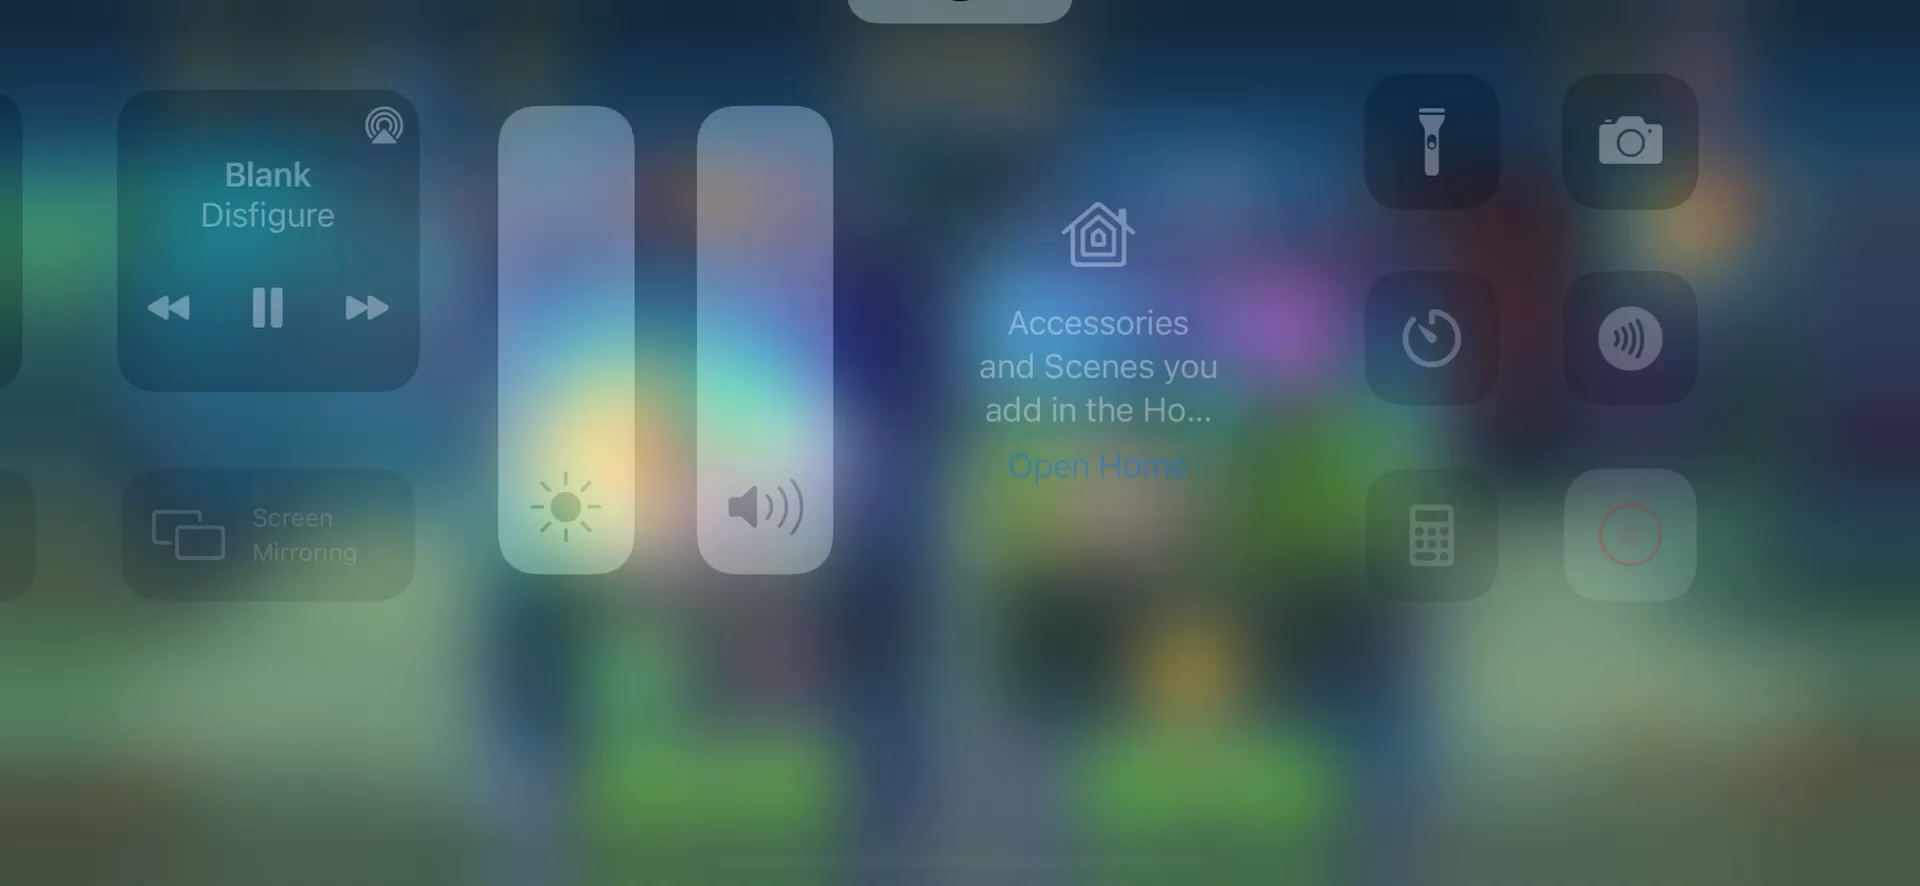 Blank
Disfigure
Screen
Mirroring
Accessories
and Scenes you
add in the Ho...
Open Home